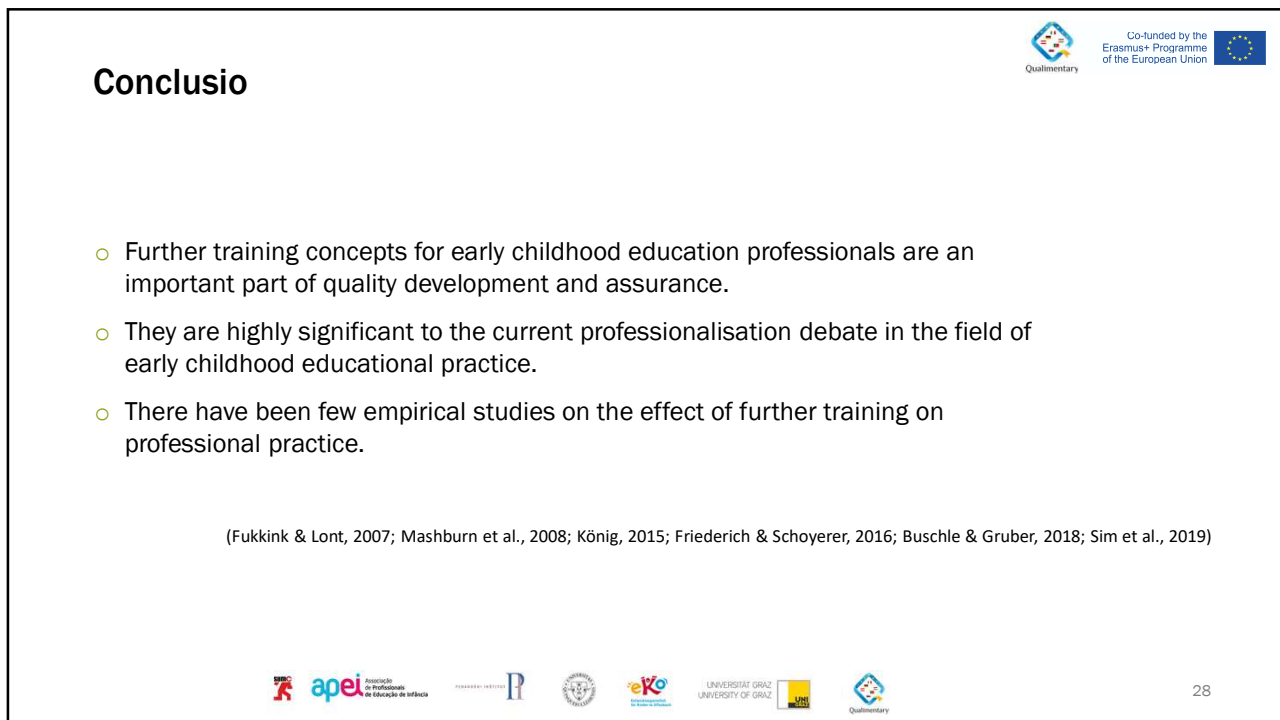 Co-funded by the
Erasmus+ Programme
of the European Union
Qualimentary
Conclusio
Further training concepts for early childhood education professionals are an
important part of quality development and assurance.
They are highly significant to the current professionalisation debate in the field of
early childhood educational practice.
There have been few empirical studies on the effect of further training on
professional practice.
(Fukkink & Lont, 2007; Mashburn et al., 2008; König, 2015; Friederich & Schoyerer, 2016; Buschle & Gruber, 2018; Sim et al., 2019)
apei
Associação
de Profissionais
de Educação de Infância
eKo
UNIVERSITÄT GRAZ
UNIVERSITY OF GRAZ
UNI
GRAZ
Qualimentary
28